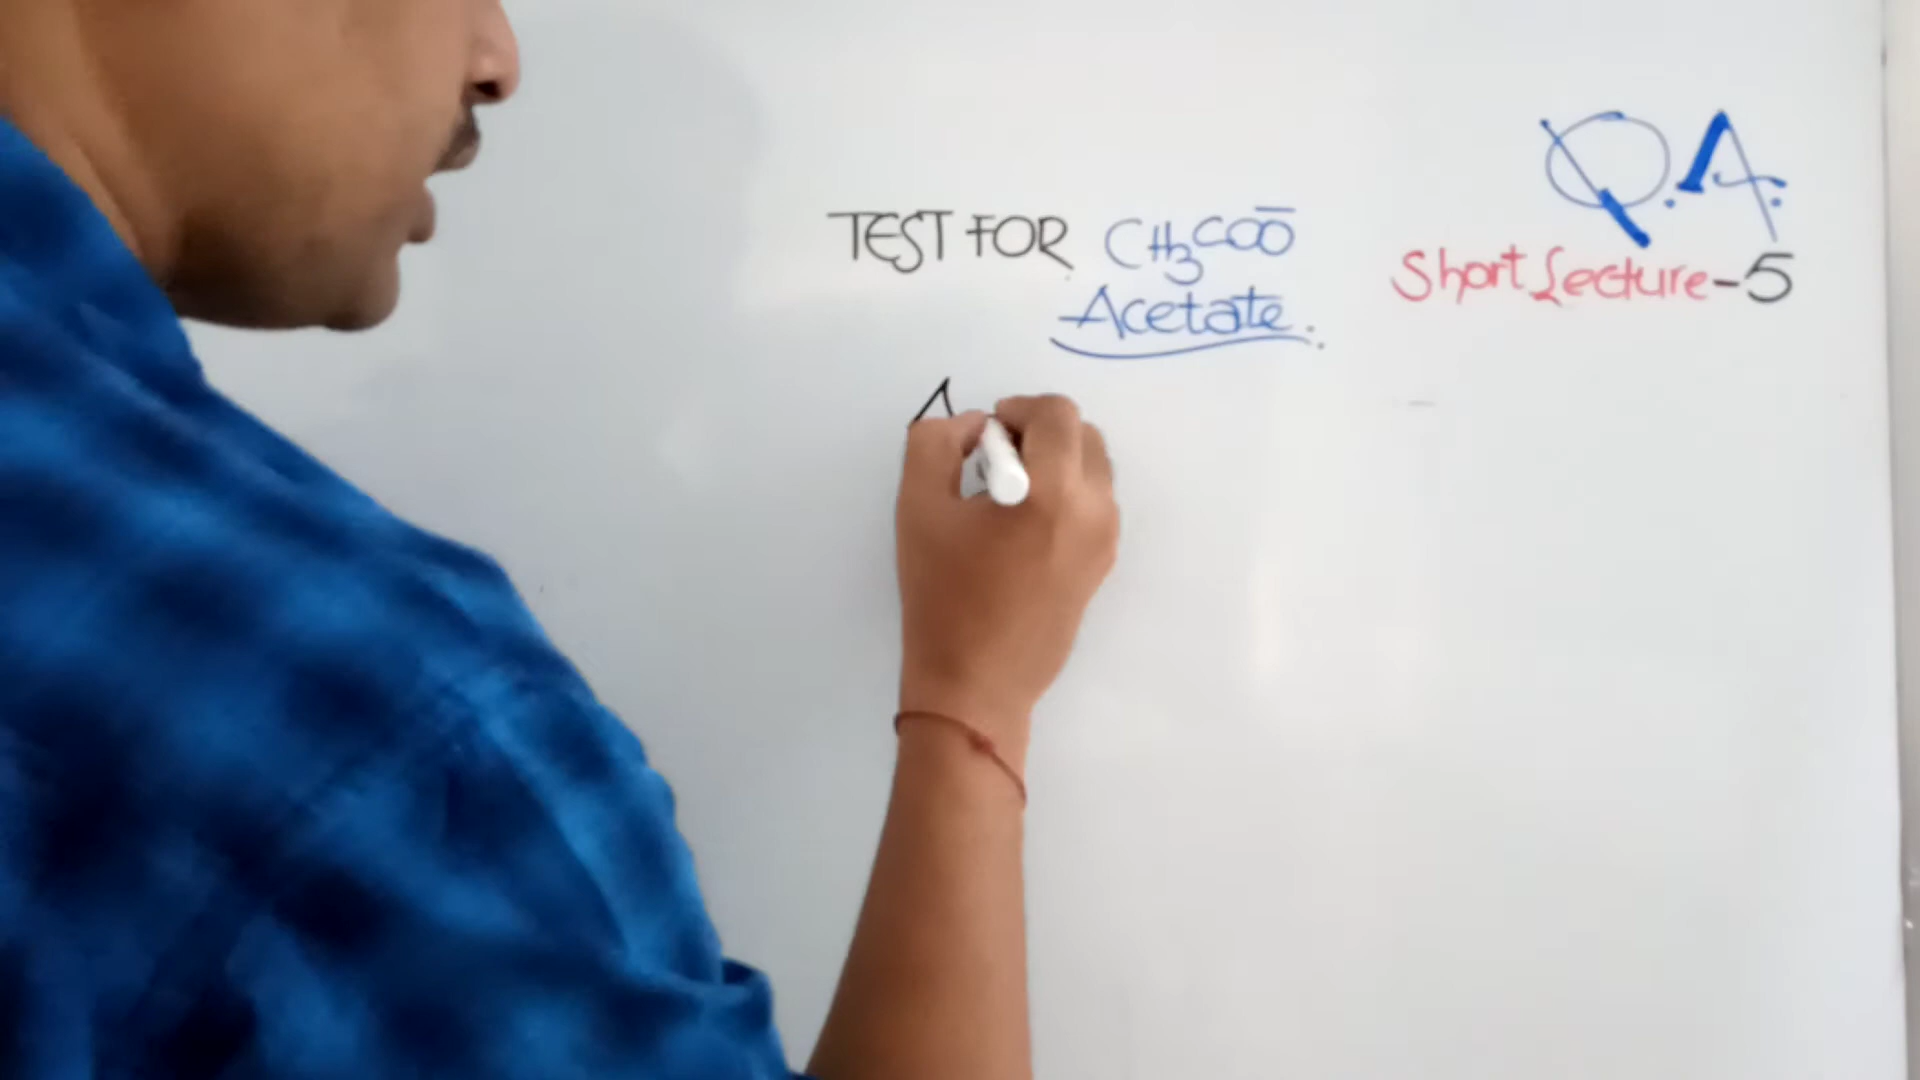 Q.A.
TEST FOR CH3COO̅
Acetate.
Short Lecture-5
A